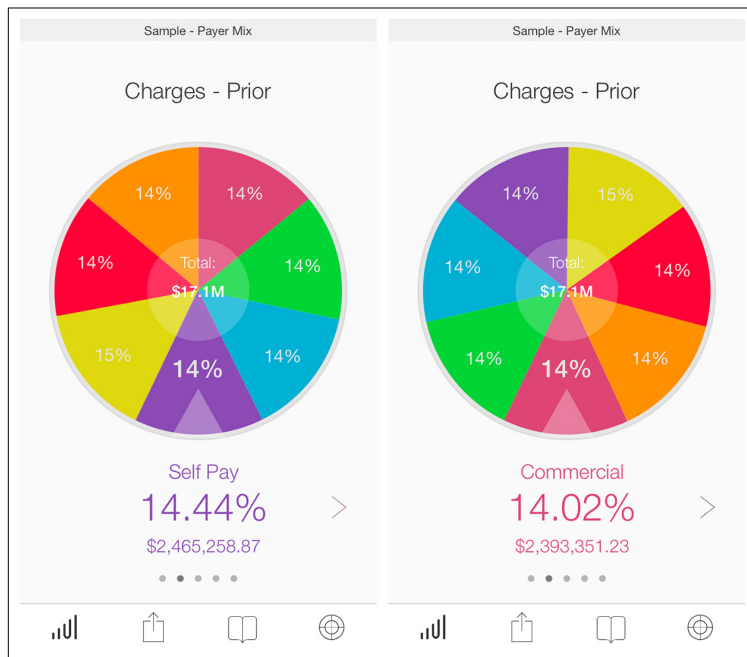 Sample - Payer Mix
Charges - Prior
14%
14%
14%
14%
Total:
$17.1M
14%
15%
14%
14%
Self Pay
14.44%
$2,465,258.87
Sample - Payer Mix
Charges - Prior
14%
15%
14%
14%
Total:
$17.1M
14%
14%
14%
Commercial
14.02%
$2,393,351.23